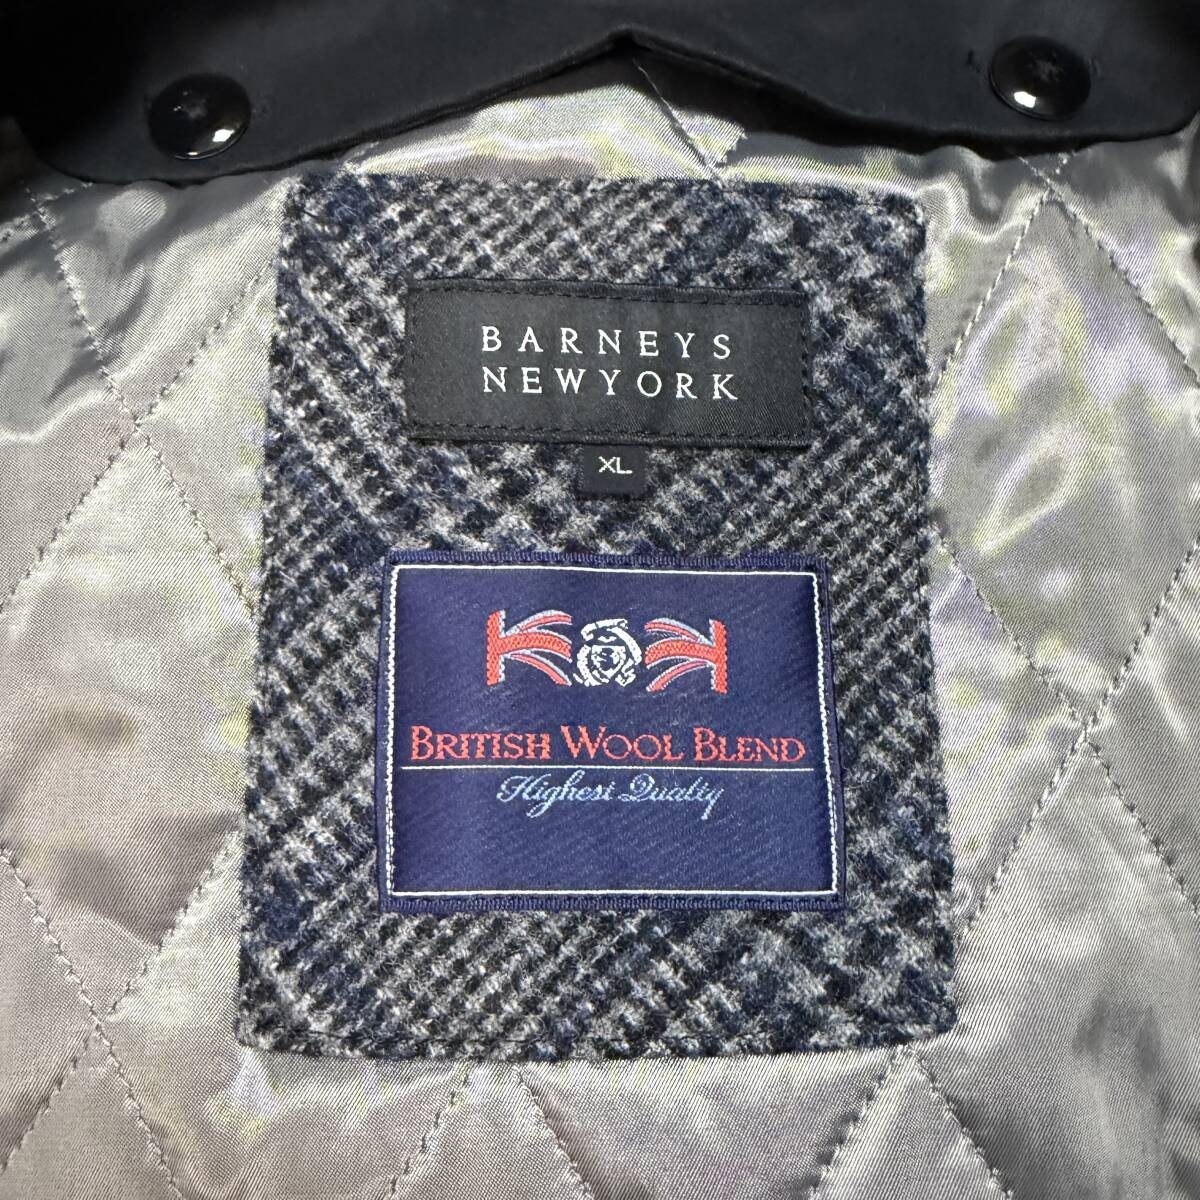 BARNEYS
NEWYORK
XL
BRITISH WOOL BLEND
Highest Quality